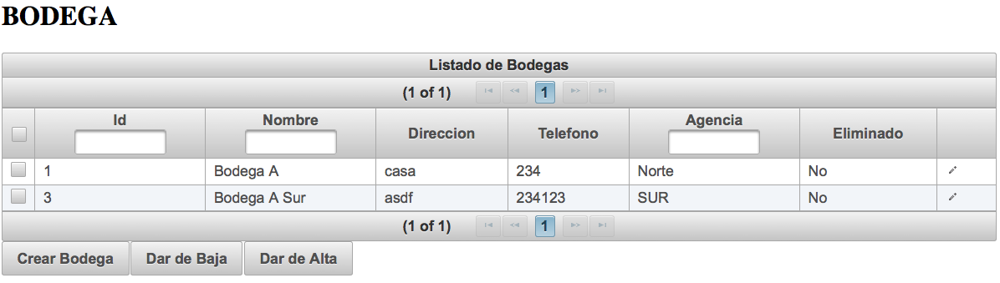 BODEGA
Listado de Bodegas
(1 of 1) 1
Id Nombre Direccion Telefono Agencia Eliminado
1 Bodega A casa 234 Norte No
3 Bodega A Sur asdf 234123 SUR No
(1 of 1) 1
Crear Bodega Dar de Baja Dar de Alta